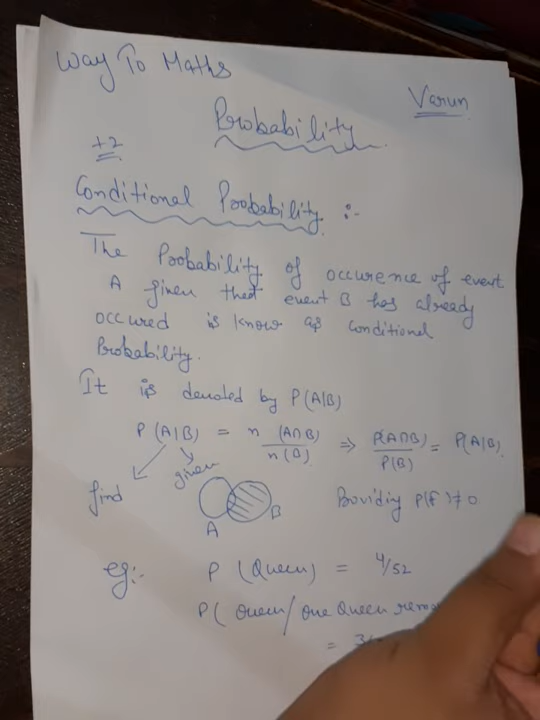 Way To Maths
Varun
Probability
+2
Conditional Probability :-
The Probability of occurence of event
A given that event B has already
occured is know as conditional
Probability.
It is denoted by P(A|B)
P(A|B) = n(A∩B)/n(B) ⇒ P(A∩B)/P(B) = P(A|B)
find given
A B
Providing P(F) ≠ 0
eg:- P(Queen) = 4/52
P(Queen/one Queen
=